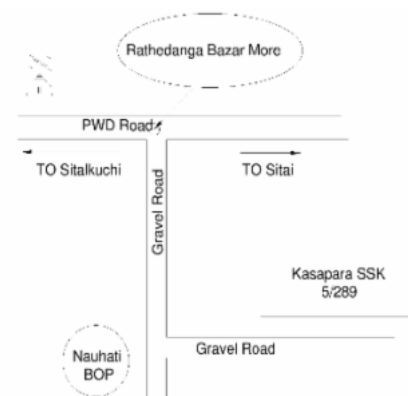 Rathedanga Bazar More
PWD Road
TO Sitalkuchi
TO Sitai
Gravel Road
Kasapara SSK
5/289
Gravel Road
Nauhati
BOP